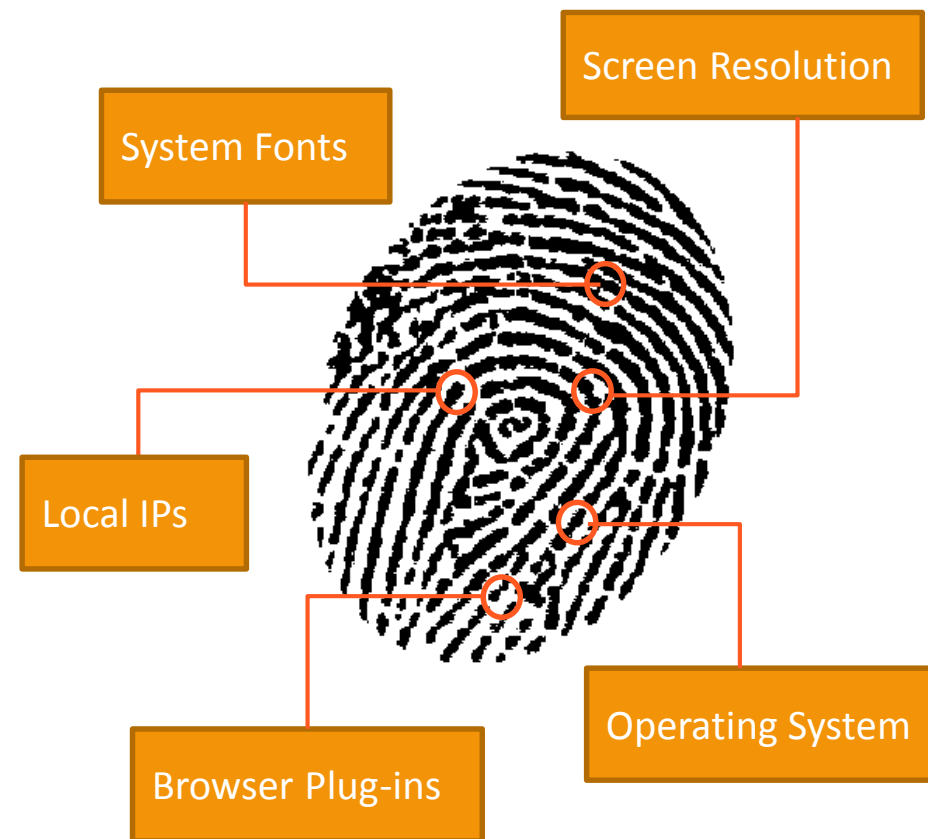 Screen Resolution
System Fonts
Local IPs
Operating System
Browser Plug-ins